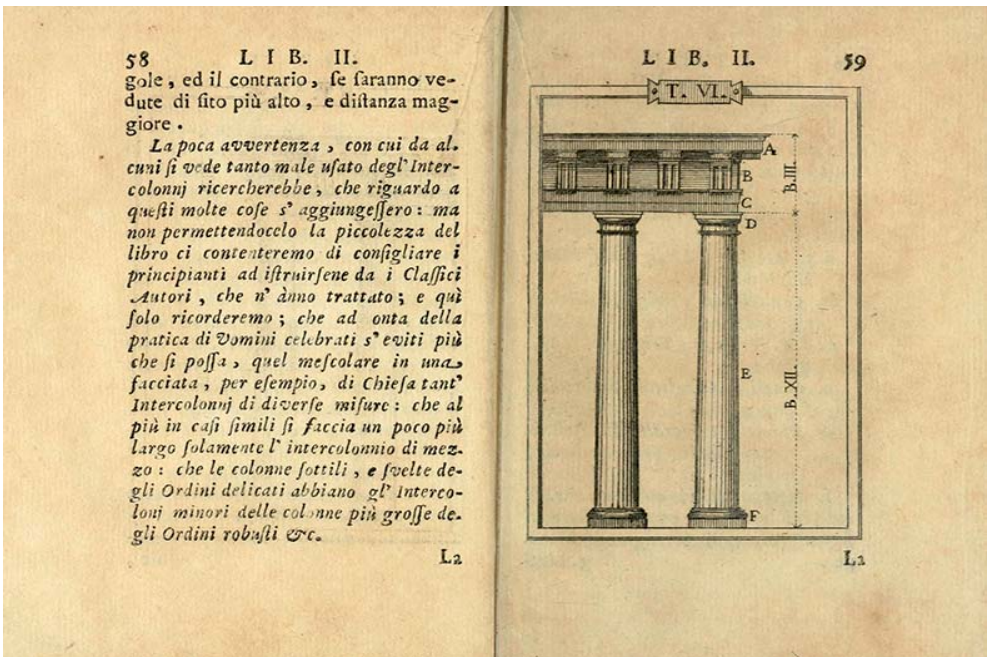 58 L I B. II.
gole, ed il contrario, ſe ſaranno ve-
dute di ſito più alto, e diſtanza mag-
giore.
La poca avvertenza, con cui da al-
cuni ſi vede tanto male uſato degl' Inter-
colonnj ricercherebbe, che riguardo a
queſti molte coſe s' aggiungeſſero: ma
non permettendocelo la piccolezza del
libro ci contenteremo di conſigliare i
principianti ad iſtruirſene da i Claſſici
Autori, che n' ànno trattato; e quì
ſolo ricorderemo; che ad onta della
pratica di Vomini celebrati s' eviti più
che ſi poſſa, quel meſcolare in una
facciata, per eſempio, di Chieſa tant'
Intercolonnj di diverſe miſure: che al
più in caſi ſimili ſi faccia un poco più
largo ſolamente l' intercolonnio di mez-
zo: che le colonne ſottili, e ſvelte de-
gli Ordini delicati abbiano gl' Interco-
lonj minori delle colonne più groſſe de-
gli Ordini robuſti &c.
L2
L I B. II. 59
T. VI.
A
B
B. III.
C
D
E
B. XII.
F
L2